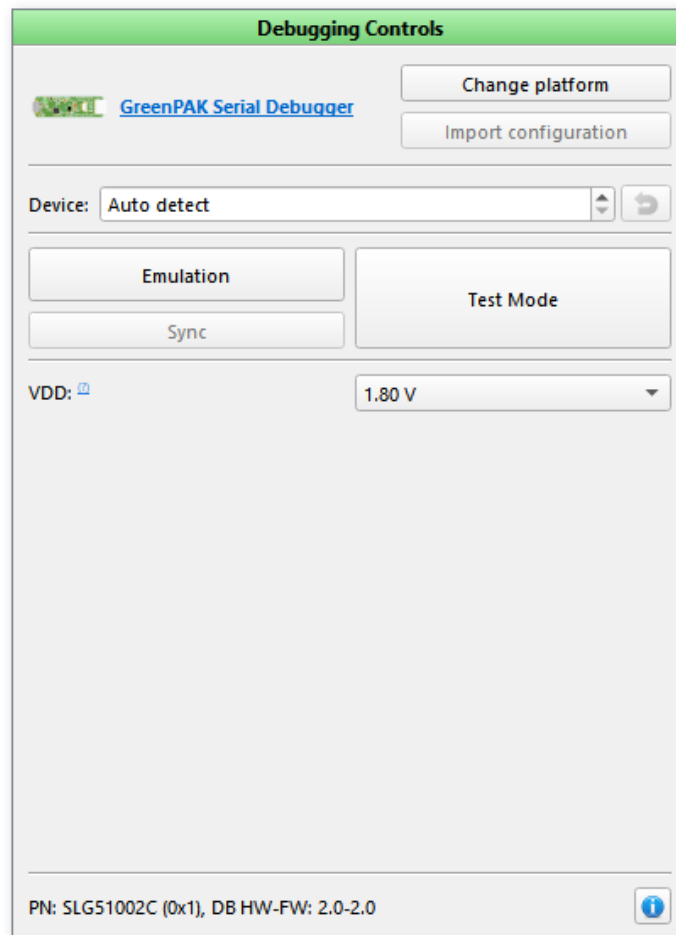 Debugging Controls
GreenPAK Serial Debugger
Change platform
Import configuration
Device: Auto detect
Emulation
Test Mode
Sync
VDD: (?) 1.80 V
PN: SLG51002C (0x1), DB HW-FW: 2.0-2.0